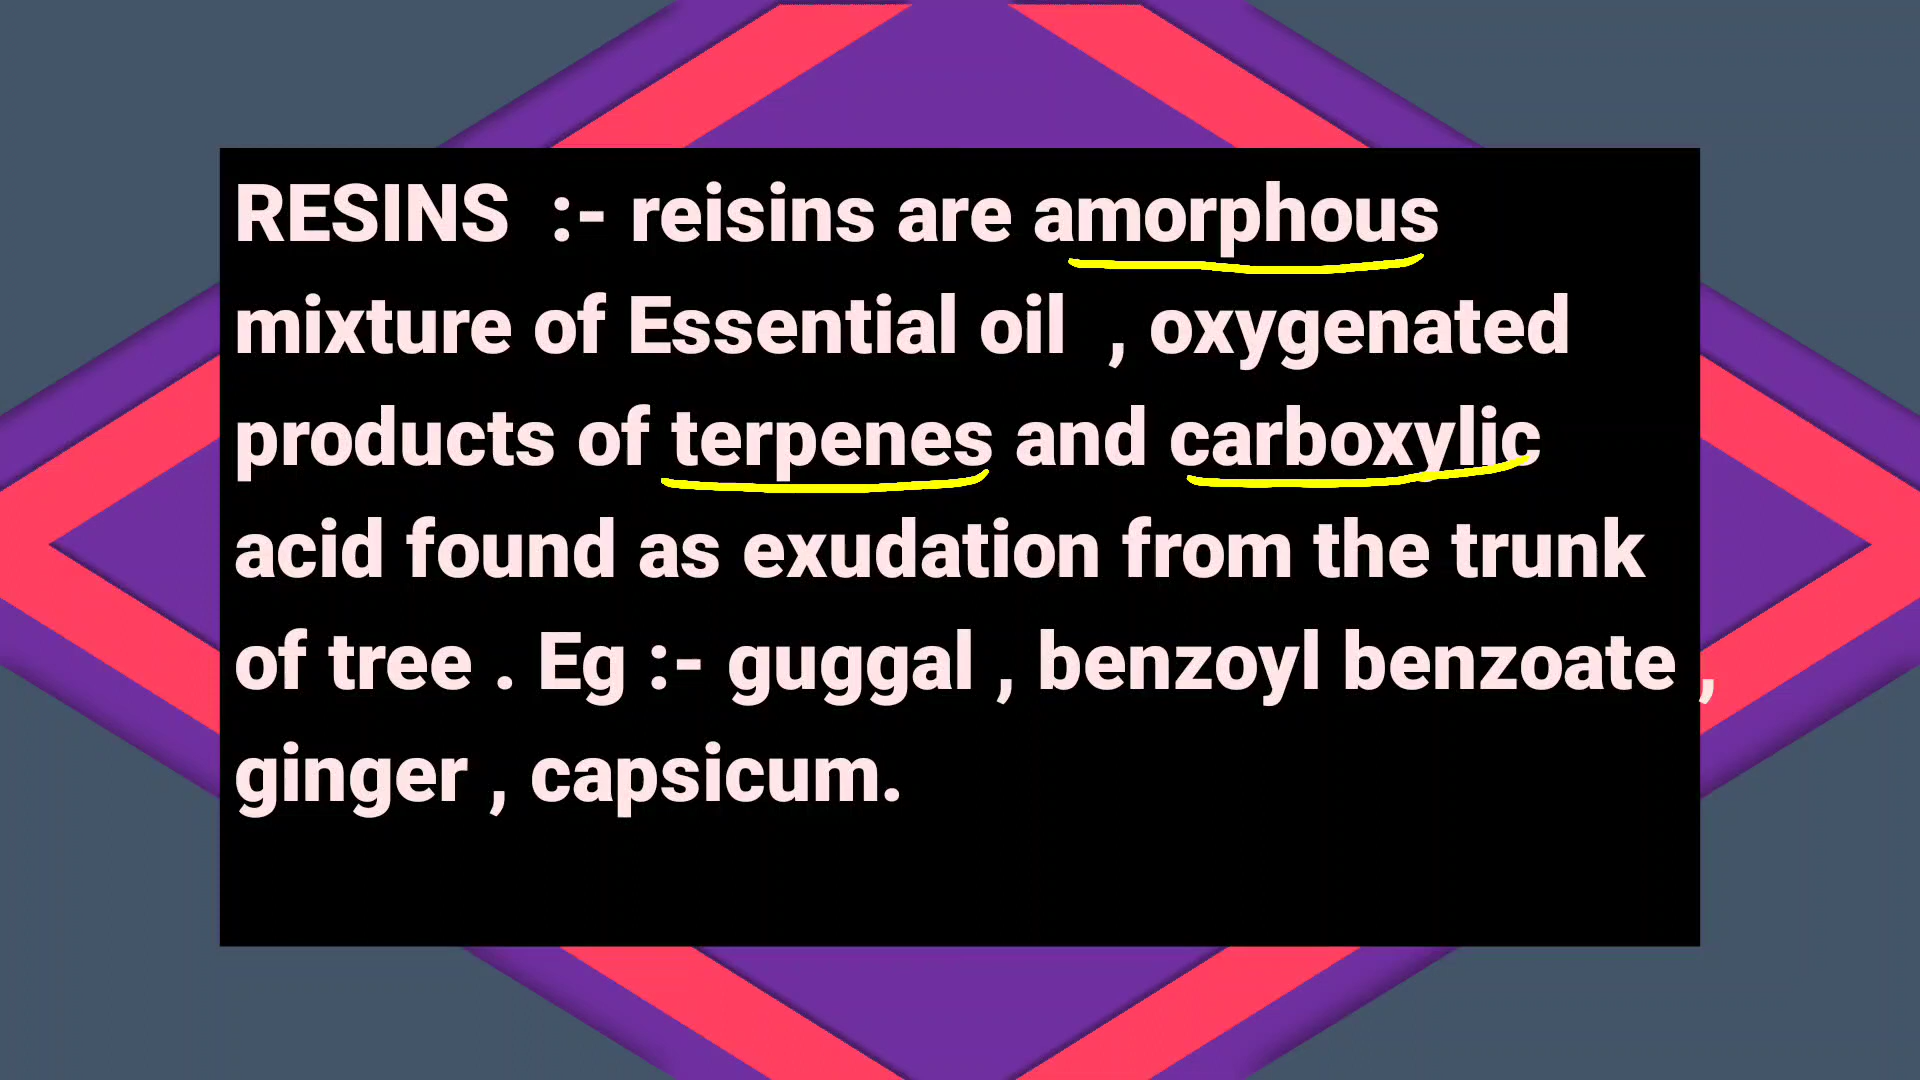 RESINS :- reisins are amorphous
mixture of Essential oil , oxygenated
products of terpenes and carboxylic
acid found as exudation from the trunk
of tree . Eg :- guggal , benzoyl benzoate ,
ginger , capsicum.